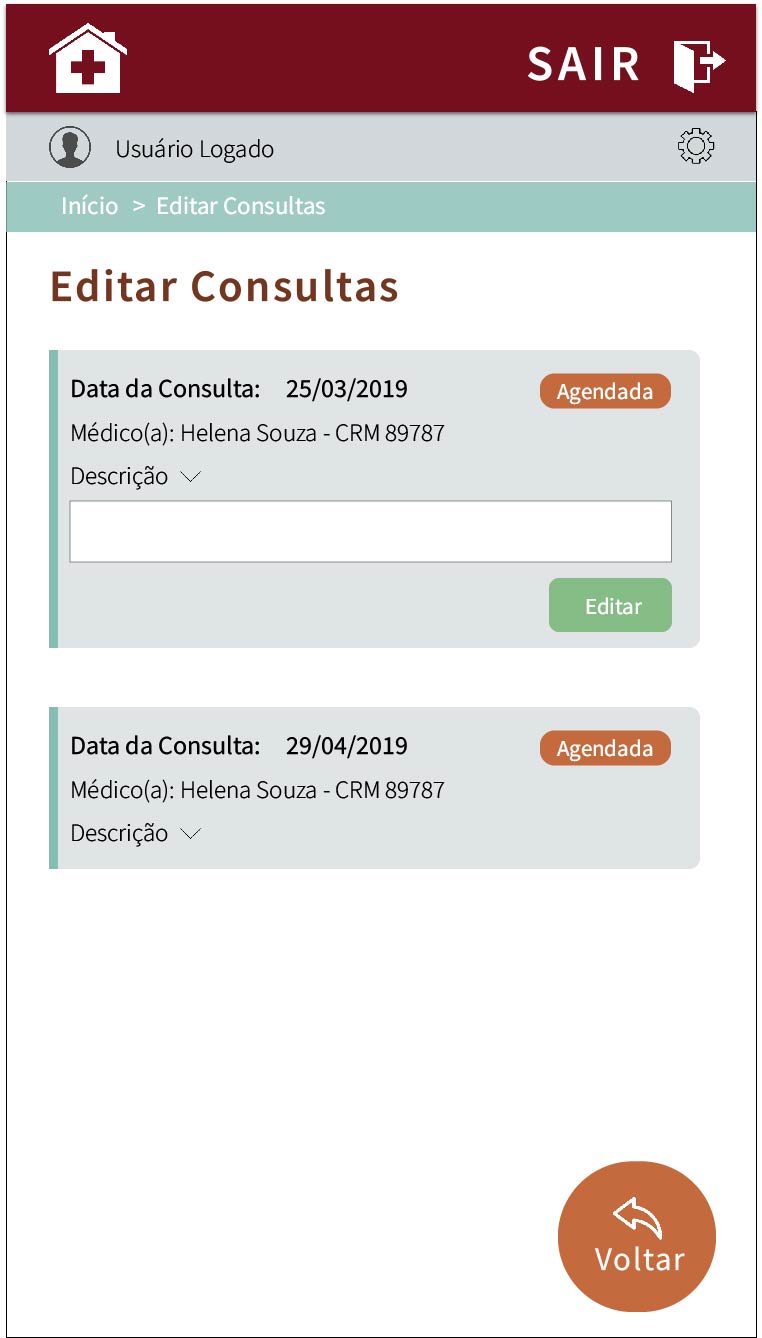 SAIR
Usuário Logado
Início > Editar Consultas
Editar Consultas
Data da Consulta: 25/03/2019 Agendada
Médico(a): Helena Souza - CRM 89787
Descrição
Editar
Data da Consulta: 29/04/2019 Agendada
Médico(a): Helena Souza - CRM 89787
Descrição
Voltar